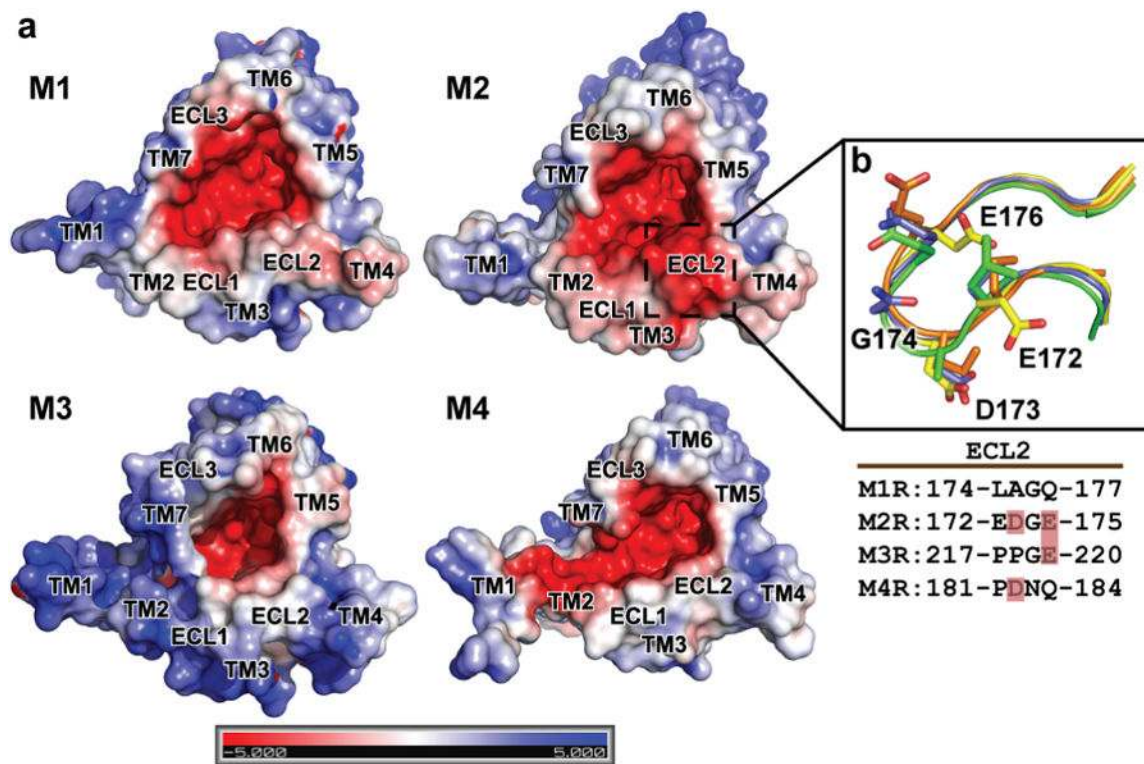 a
M1
TM6
ECL3
TM7
TM5
TM1
TM2
ECL1
ECL2
TM4
TM3
M2
TM6
ECL3
TM7
TM5
TM1
TM2
ECL2
TM4
ECL1
TM3
b
E176
G174
E172
D173
M3
TM6
ECL3
TM7
TM5
TM1
TM2
ECL1
ECL2
TM4
TM3
M4
TM6
ECL3
TM7
TM5
TM1
TM2
ECL2
ECL1
TM4
TM3
ECL2
M1R:174-LAGQ-177
M2R:172-EDGE-175
M3R:217-PPGE-220
M4R:181-PDNQ-184
-5.000 5.000